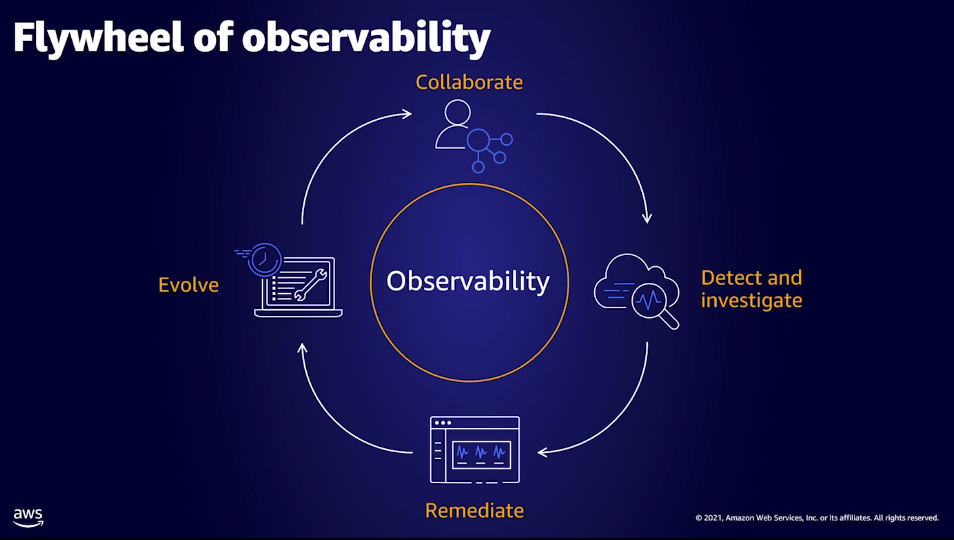 Flywheel of observability
Collaborate
Observability
Evolve
Detect and
investigate
Remediate
aws
© 2021, Amazon Web Services, Inc. or its affiliates. All rights reserved.